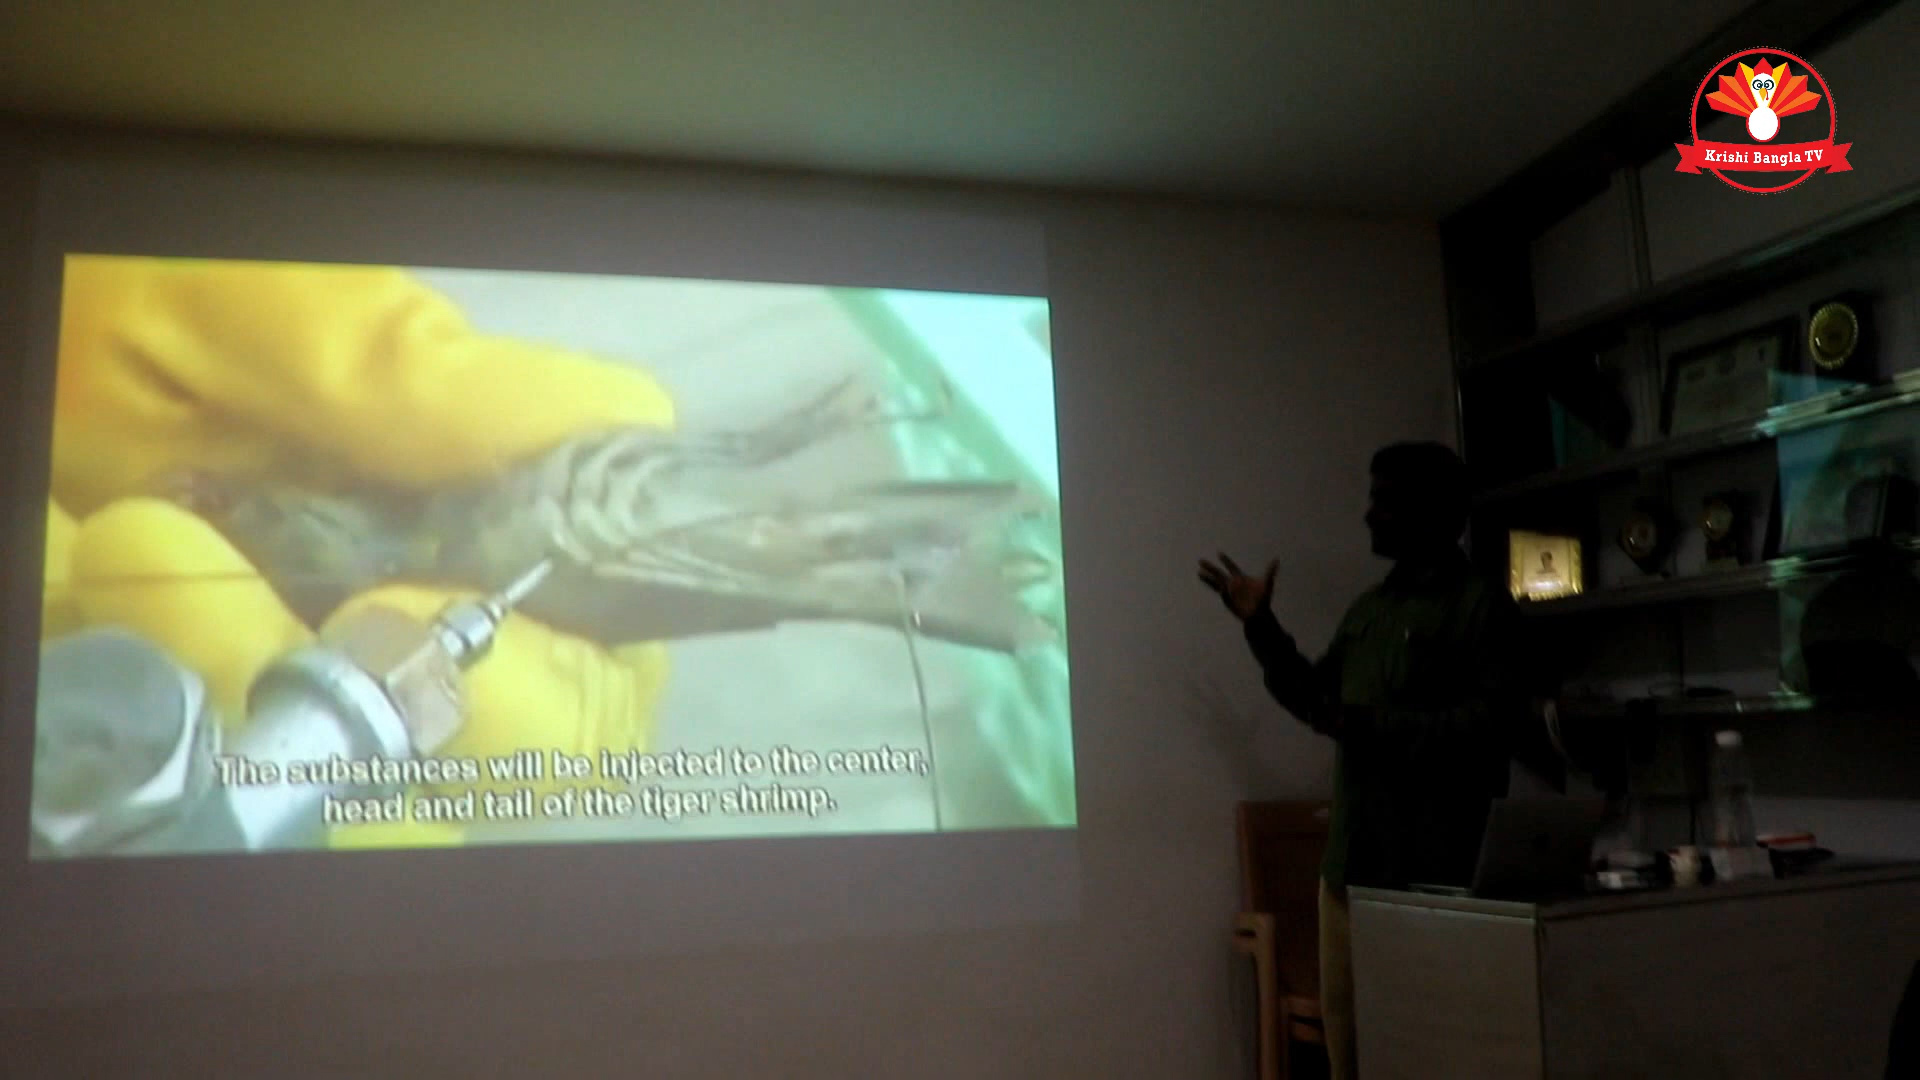 Krishi Bangla TV
The substances will be injected to the center,
head and tail of the tiger shrimp.